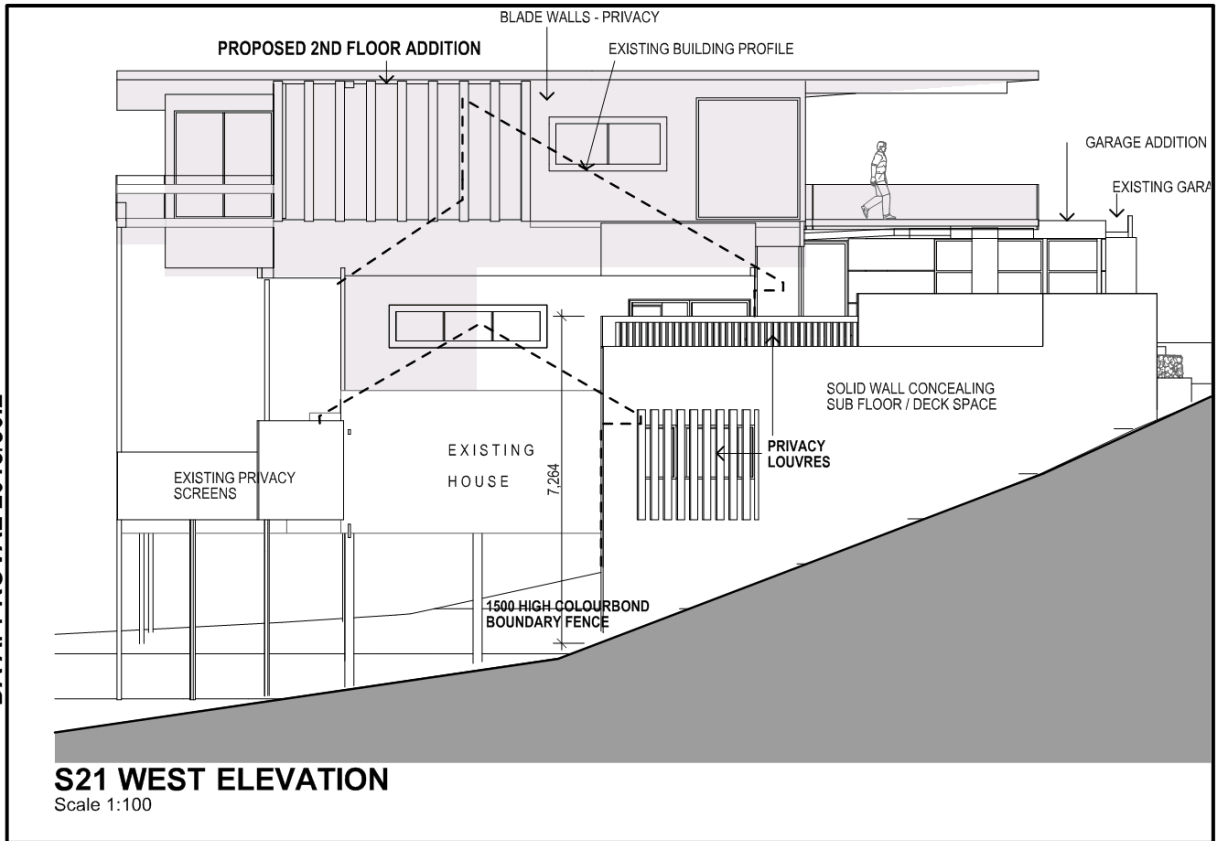 BLADE WALLS - PRIVACY
PROPOSED 2ND FLOOR ADDITION
EXISTING BUILDING PROFILE
GARAGE ADDITION
EXISTING GARA
SOLID WALL CONCEALING
SUB FLOOR / DECK SPACE
PRIVACY
LOUVRES
EXISTING
HOUSE
7,264
EXISTING PRIVACY
SCREENS
1500 HIGH COLOURBOND
BOUNDARY FENCE
S21 WEST ELEVATION
Scale 1:100